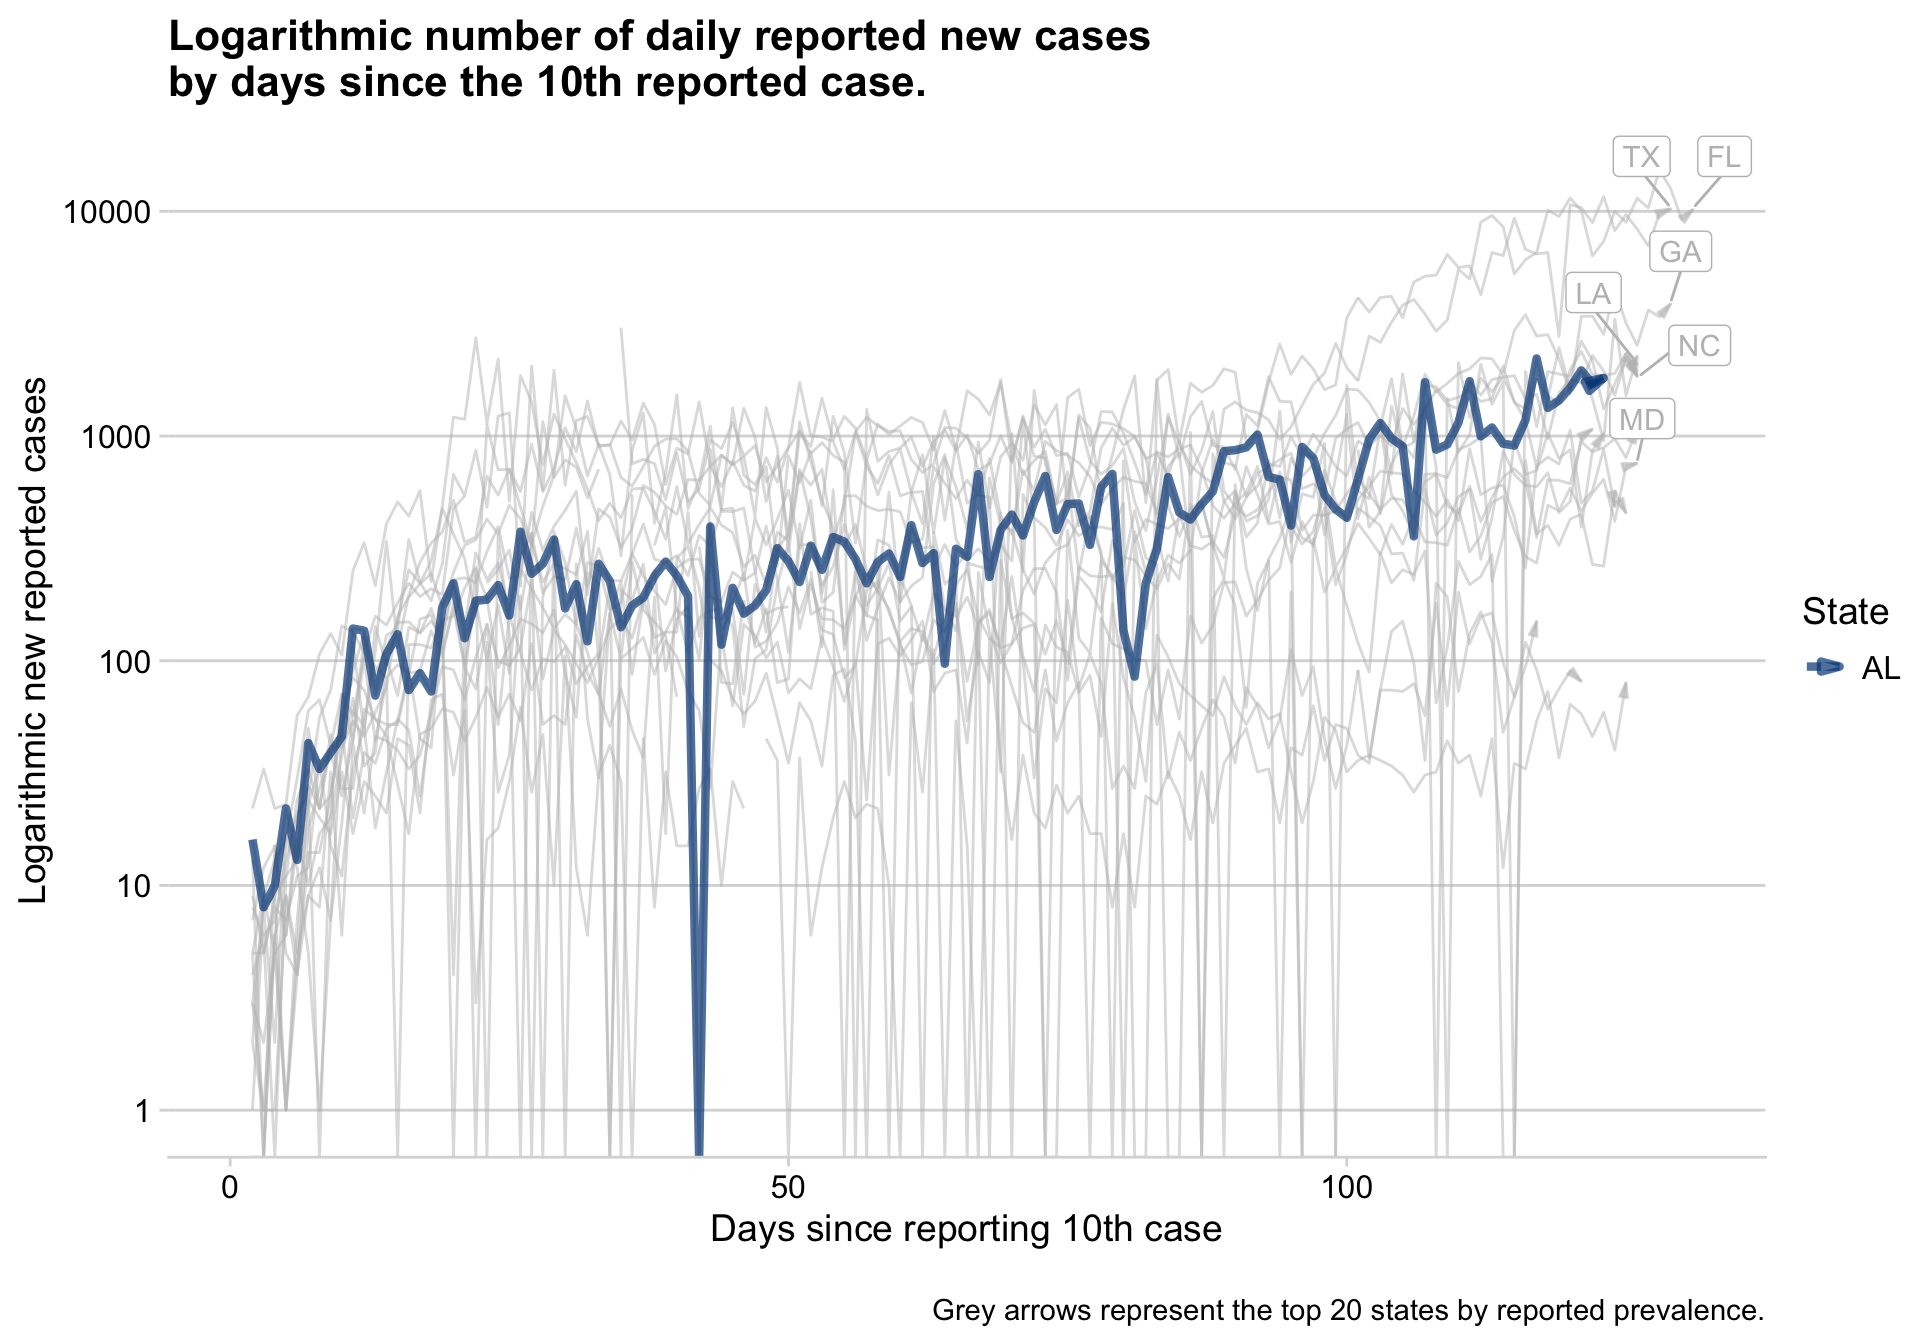 Logarithmic number of daily reported new cases
by days since the 10th reported case.
TX
FL
10000
GA
LA
NC
MD
1000
100
10
1
Logarithmic new reported cases
State
AL
0
50
100
Days since reporting 10th case
Grey arrows represent the top 20 states by reported prevalence.